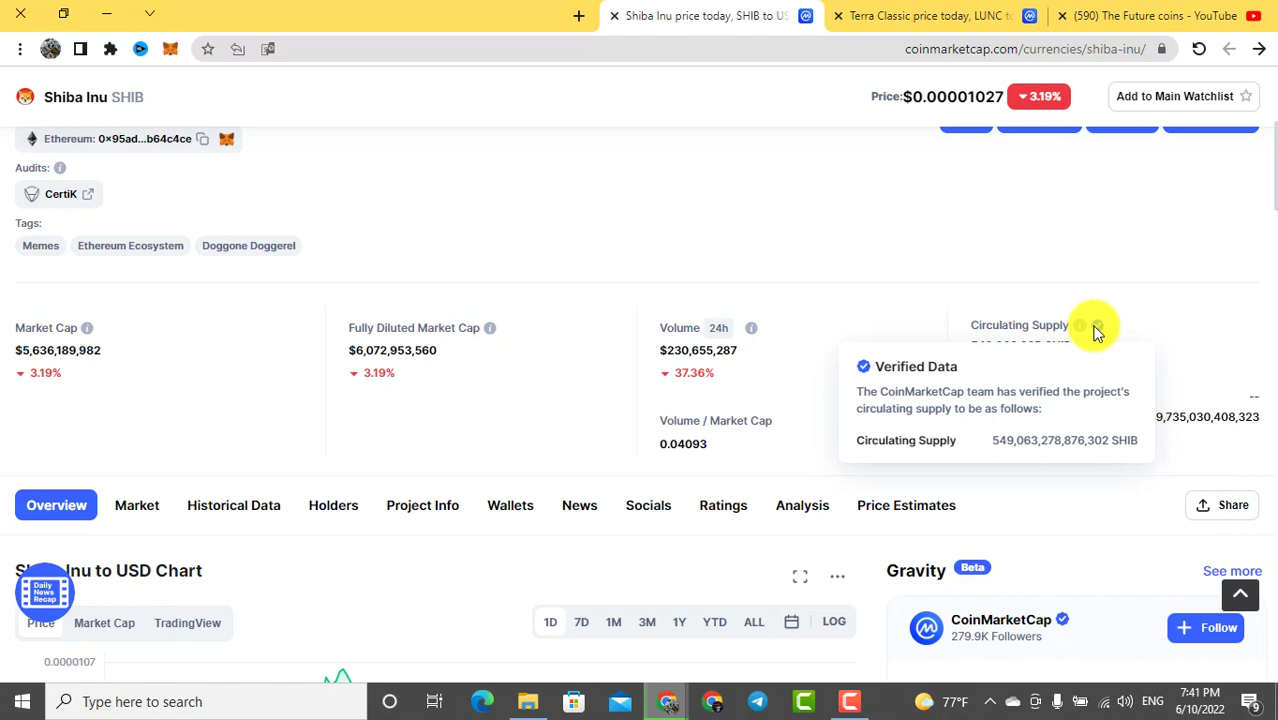 Shiba Inu price today, SHIB to US
Terra Classic price today, LUNC to
(590) The Future coins - YouTube
coinmarketcap.com/currencies/shiba-inu/
Shiba Inu SHIB
Price:$0.00001027
3.19%
Add to Main Watchlist
Ethereum: 0x95ad...b64c4ce
Audits:
CertiK
Tags:
Memes
Ethereum Ecosystem
Doggone Doggerel
Market Cap
$5,636,189,982
3.19%
Fully Diluted Market Cap
$6,072,953,560
3.19%
Volume 24h
$230,655,287
37.36%
Volume / Market Cap
0.04093
Circulating Supply
--
9,735,030,408,323
Verified Data
The CoinMarketCap team has verified the project's
circulating supply to be as follows:
Circulating Supply 549,063,278,876,302 SHIB
Overview
Market
Historical Data
Holders
Project Info
Wallets
News
Socials
Ratings
Analysis
Price Estimates
Share
Inu to USD Chart
Daily
News
Recap
Price
Market Cap
TradingView
1D
7D
1M
3M
1Y
YTD
ALL
LOG
0.0000107
Gravity Beta
See more
CoinMarketCap
279.9K Followers
+ Follow
Type here to search
77°F
ENG
7:41 PM
6/10/2022
9